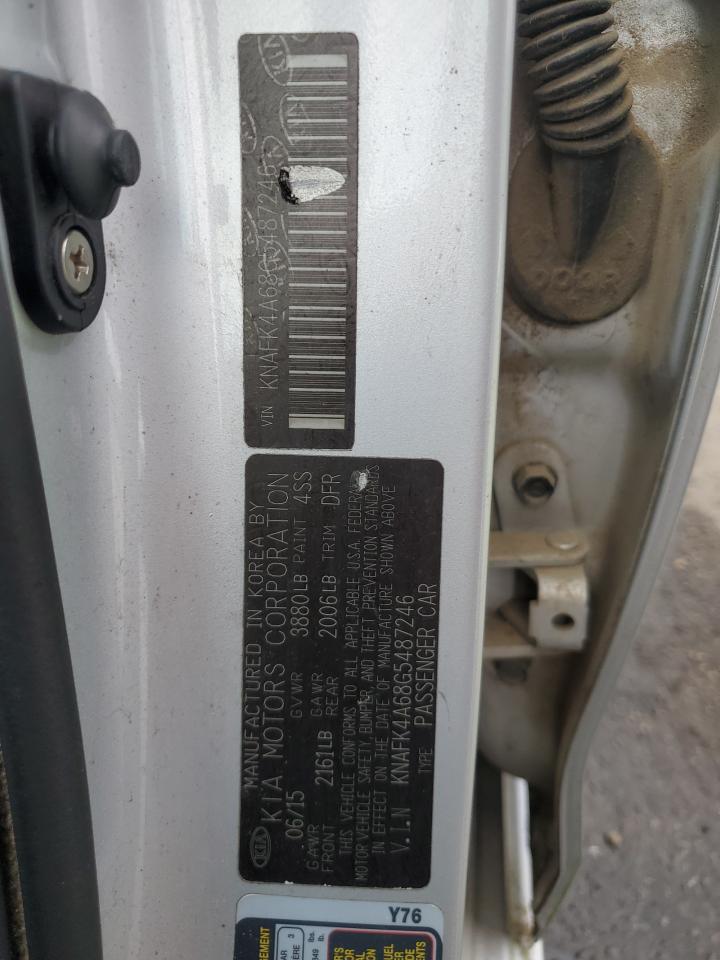 VIN KNAFK4A68G5487246
MANUFACTURED IN KOREA BY
KIA KIA MOTORS CORPORATION
06/15 GVWR 3880LB PAINT 4SS
GAWR FRONT 2161LB GAWR REAR 2006LB TRIM DFR
THIS VEHICLE CONFORMS TO ALL APPLICABLE U.S.A. FEDERAL
MOTOR VEHICLE SAFETY, BUMPER, AND THEFT PREVENTION STANDARDS
IN EFFECT ON THE DATE OF MANUFACTURE SHOWN ABOVE
V.I.N KNAFK4A68G5487246
TYPE PASSENGER CAR
Y76
DOOR